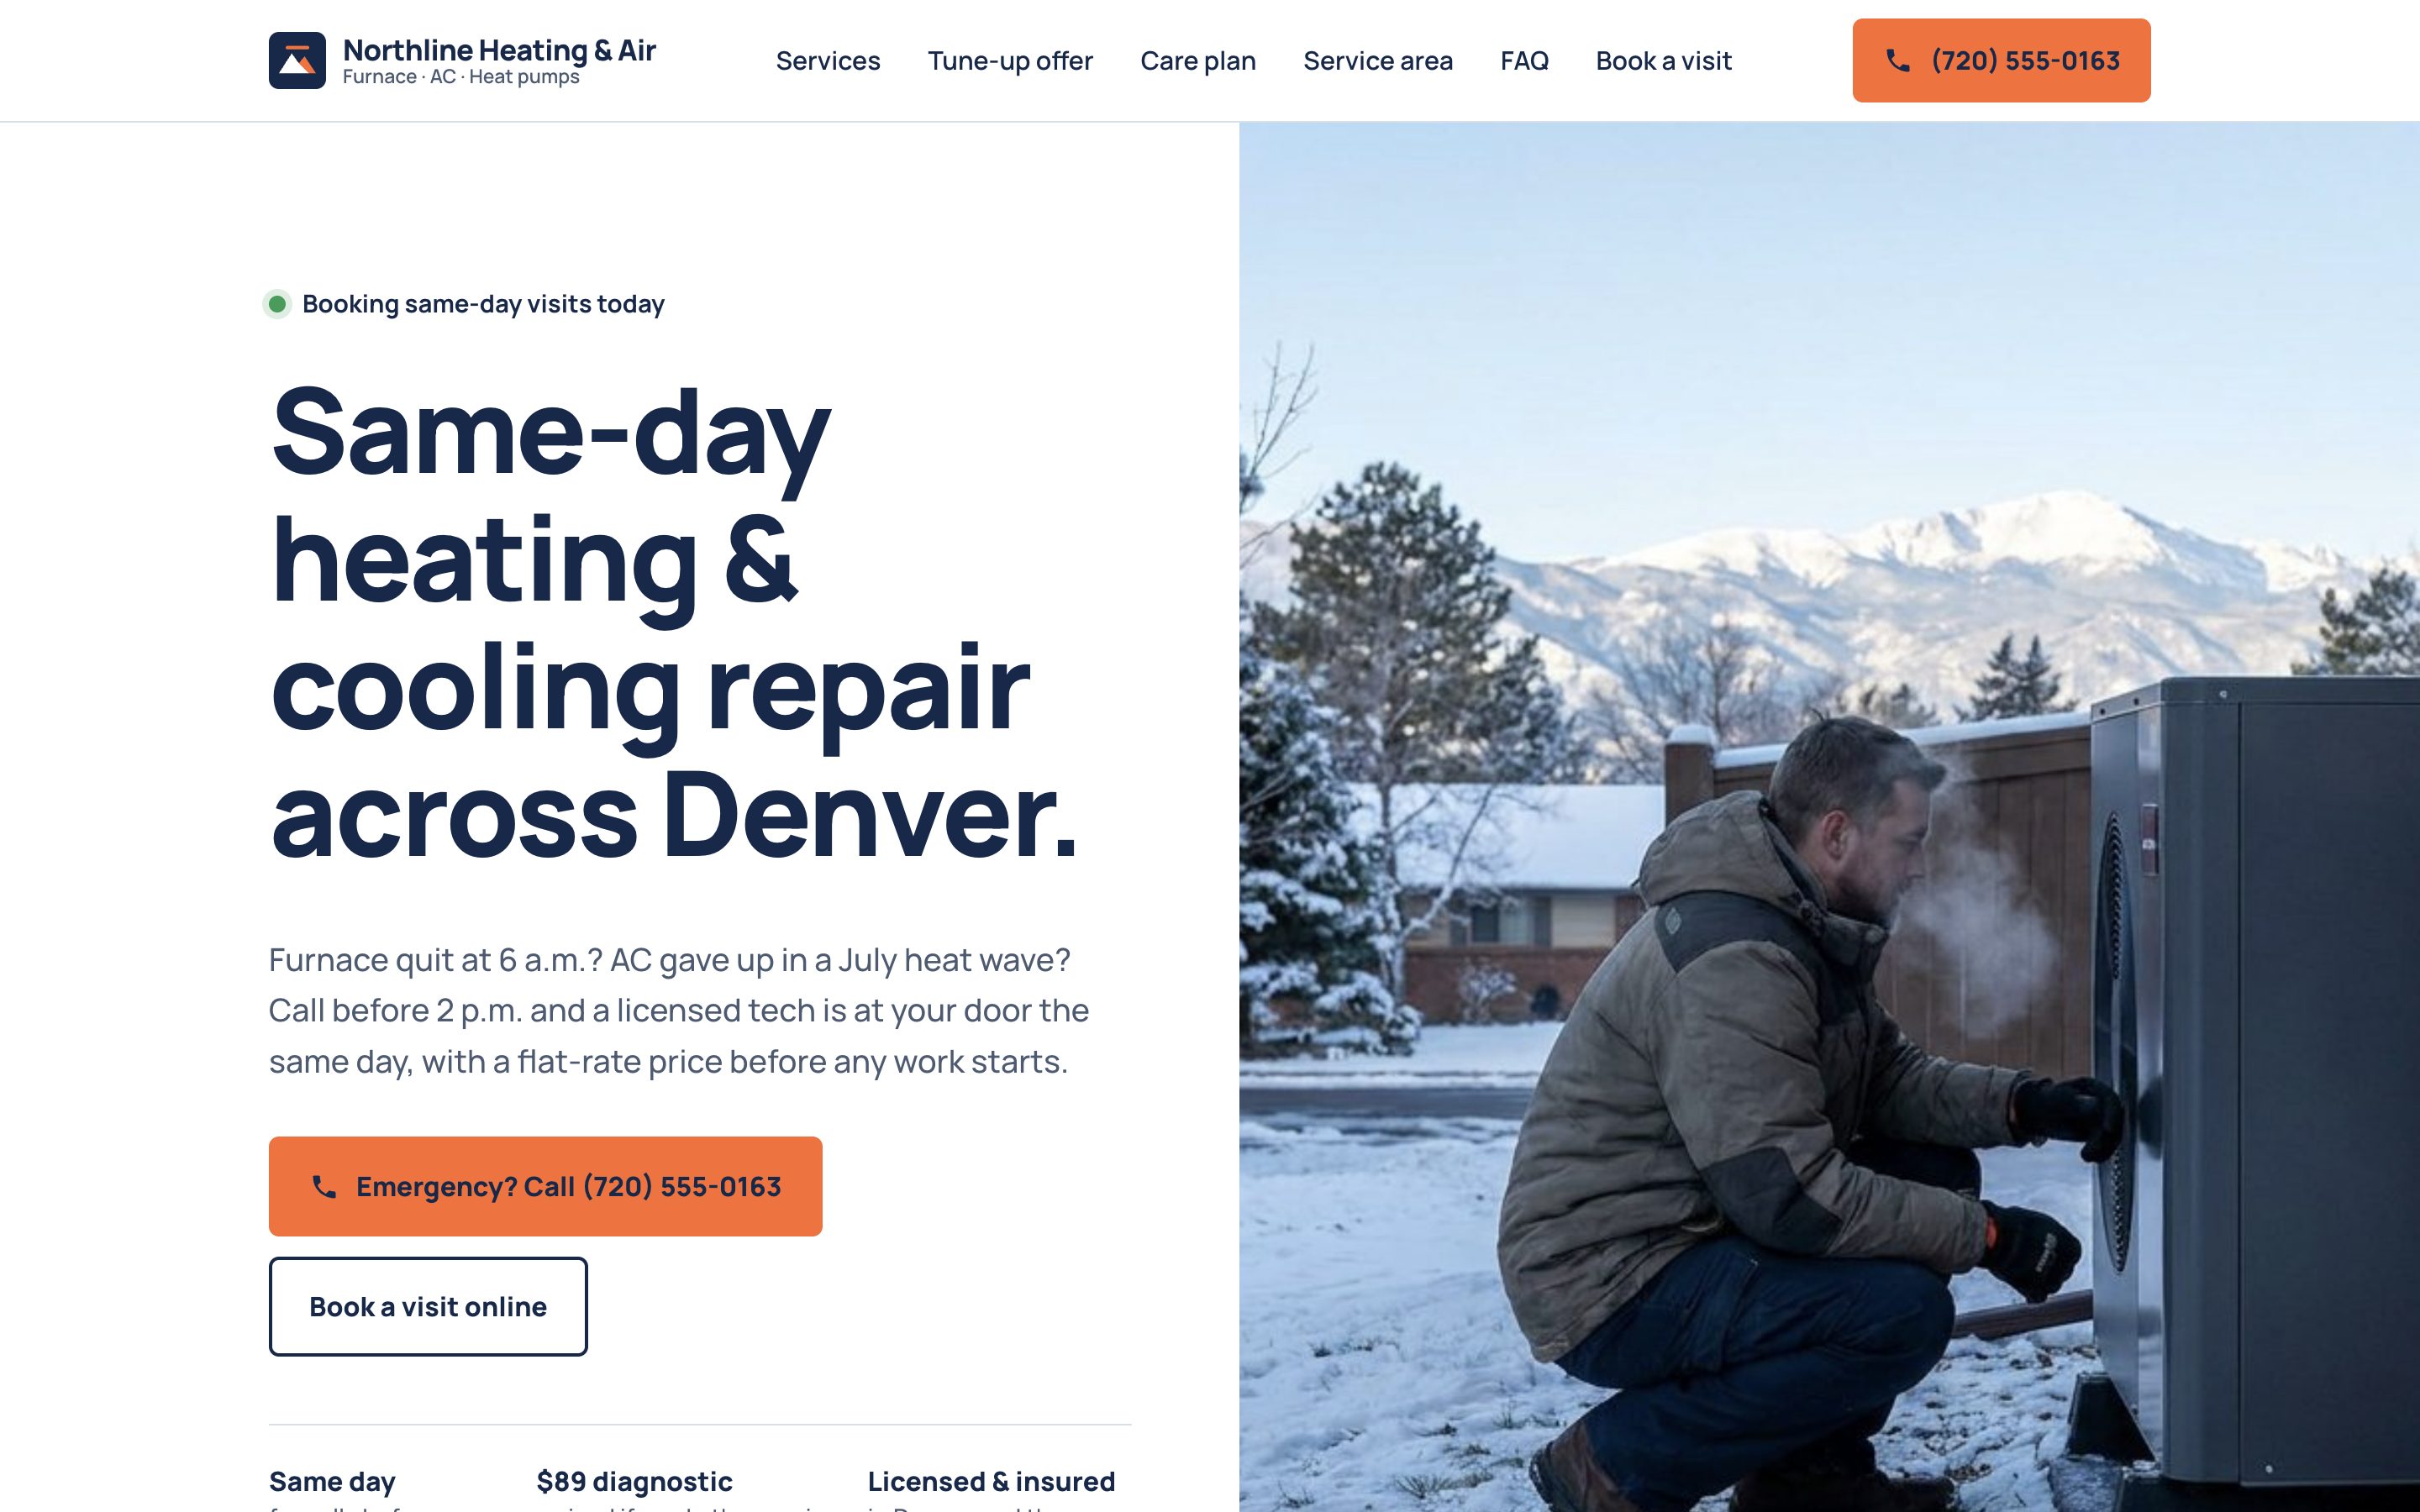 Northline Heating & Air
Furnace · AC · Heat pumps
Services
Tune-up offer
Care plan
Service area
FAQ
Book a visit
(720) 555-0163
Booking same-day visits today
Same-day
heating &
cooling repair
across Denver.
Furnace quit at 6 a.m.? AC gave up in a July heat wave?
Call before 2 p.m. and a licensed tech is at your door the
same day, with a flat-rate price before any work starts.
Emergency? Call (720) 555-0163
Book a visit online
Same day
$89 diagnostic
Licensed & insured